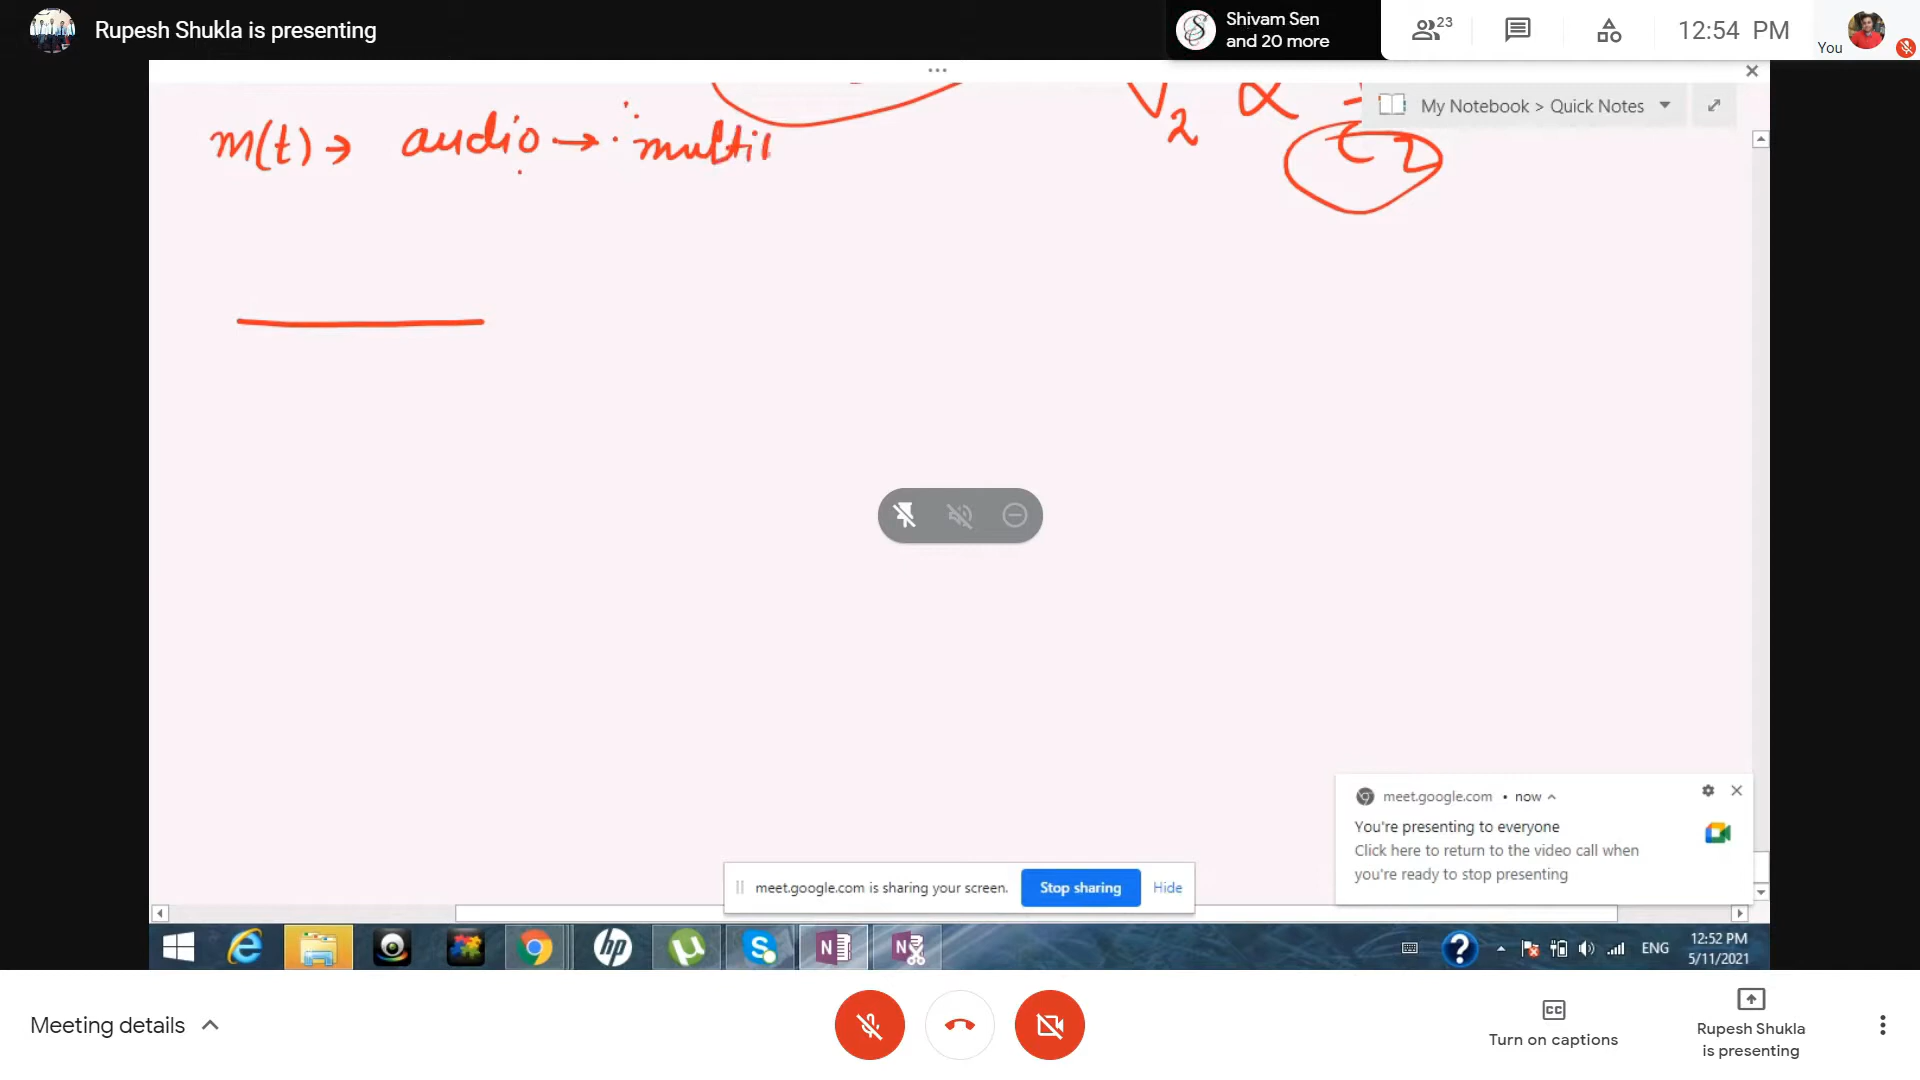 Rupesh Shukla is presenting
Shivam Sen
and 20 more
23
12:54 PM
You
My Notebook > Quick Notes
m(t) → audio → multi
V2 ∝
τ2
meet.google.com • now
You're presenting to everyone
Click here to return to the video call when
you're ready to stop presenting
meet.google.com is sharing your screen.
Stop sharing
Hide
hp
ENG
12:52 PM
5/11/2021
Meeting details
Turn on captions
Rupesh Shukla
is presenting